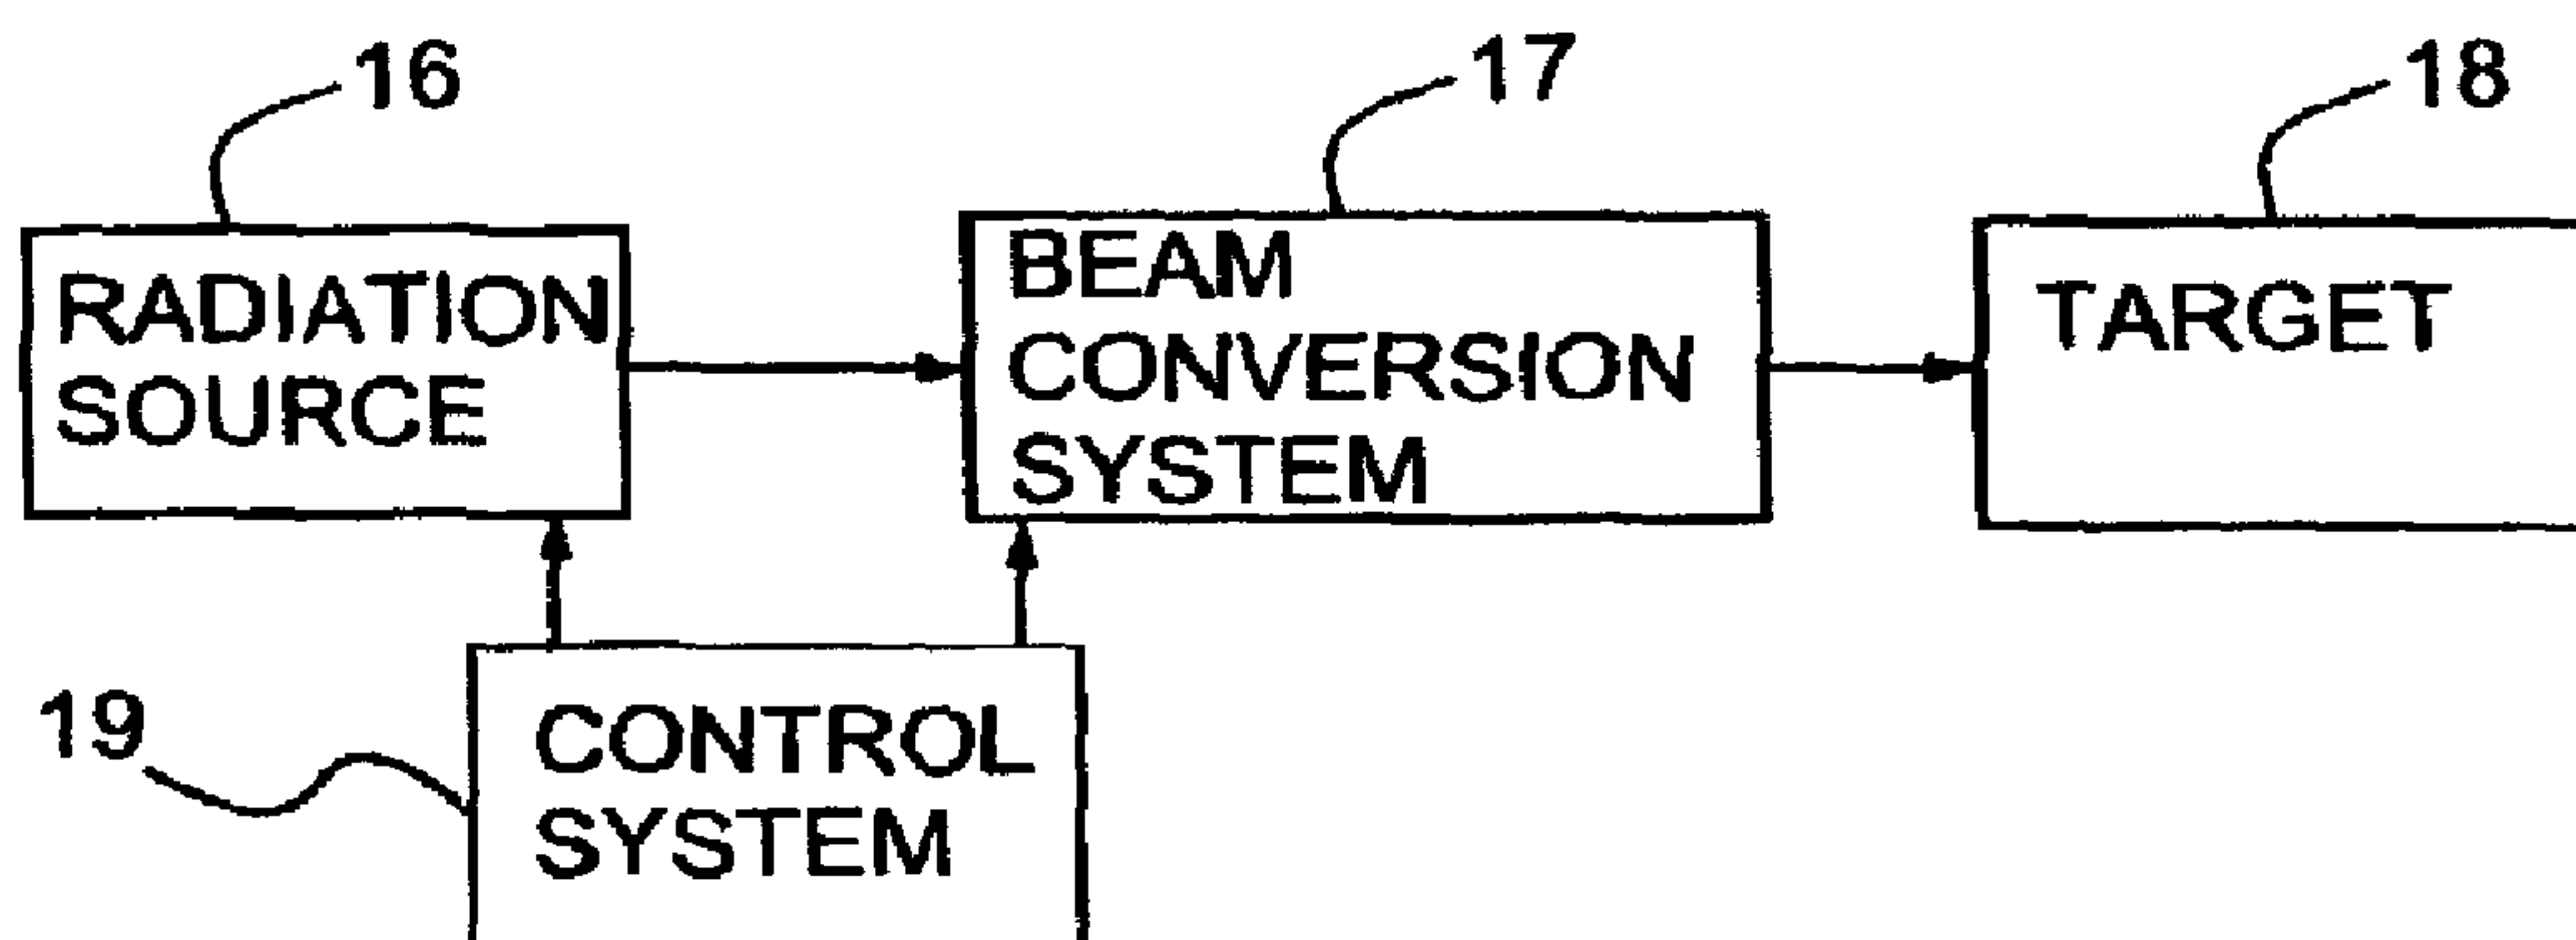 16
17
18
RADIATION
SOURCE
BEAM
CONVERSION
SYSTEM
TARGET
19
CONTROL
SYSTEM